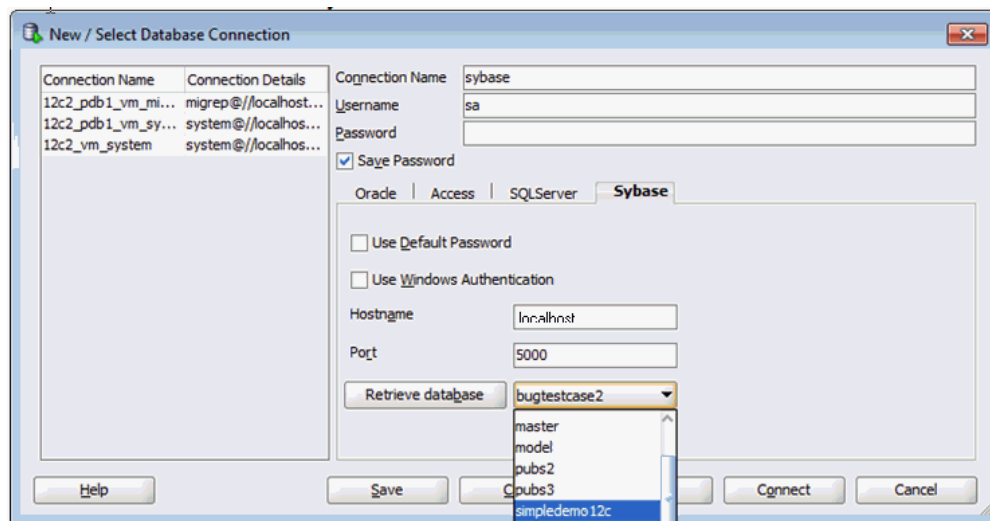 New / Select Database Connection
Connection Name Connection Details
12c2_pdb1_vm_mi... migrep@//localhost...
12c2_pdb1_vm_sy... system@//localhos...
12c2_vm_system system@//localhos...
Connection Name sybase
Username sa
Password
Save Password
Oracle Access SQLServer Sybase
Use Default Password
Use Windows Authentication
Hostname localhost
Port 5000
Retrieve database bugtestcase2
master
model
pubs2
pubs3
simpledemo12c
Help Save Connect Cancel